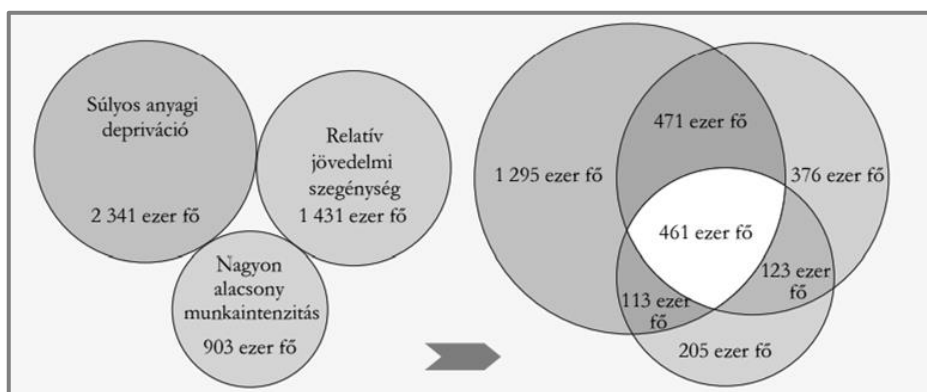 Súlyos anyagi
depriváció
2 341 ezer fő
Relatív
jövedelmi
szegénység
1 431 ezer fő
Nagyon
alacsony
munkaintenzitás
903 ezer fő
471 ezer fő
1 295 ezer fő
376 ezer fő
461 ezer fő
123 ezer
fő
113 ezer
fő
205 ezer fő